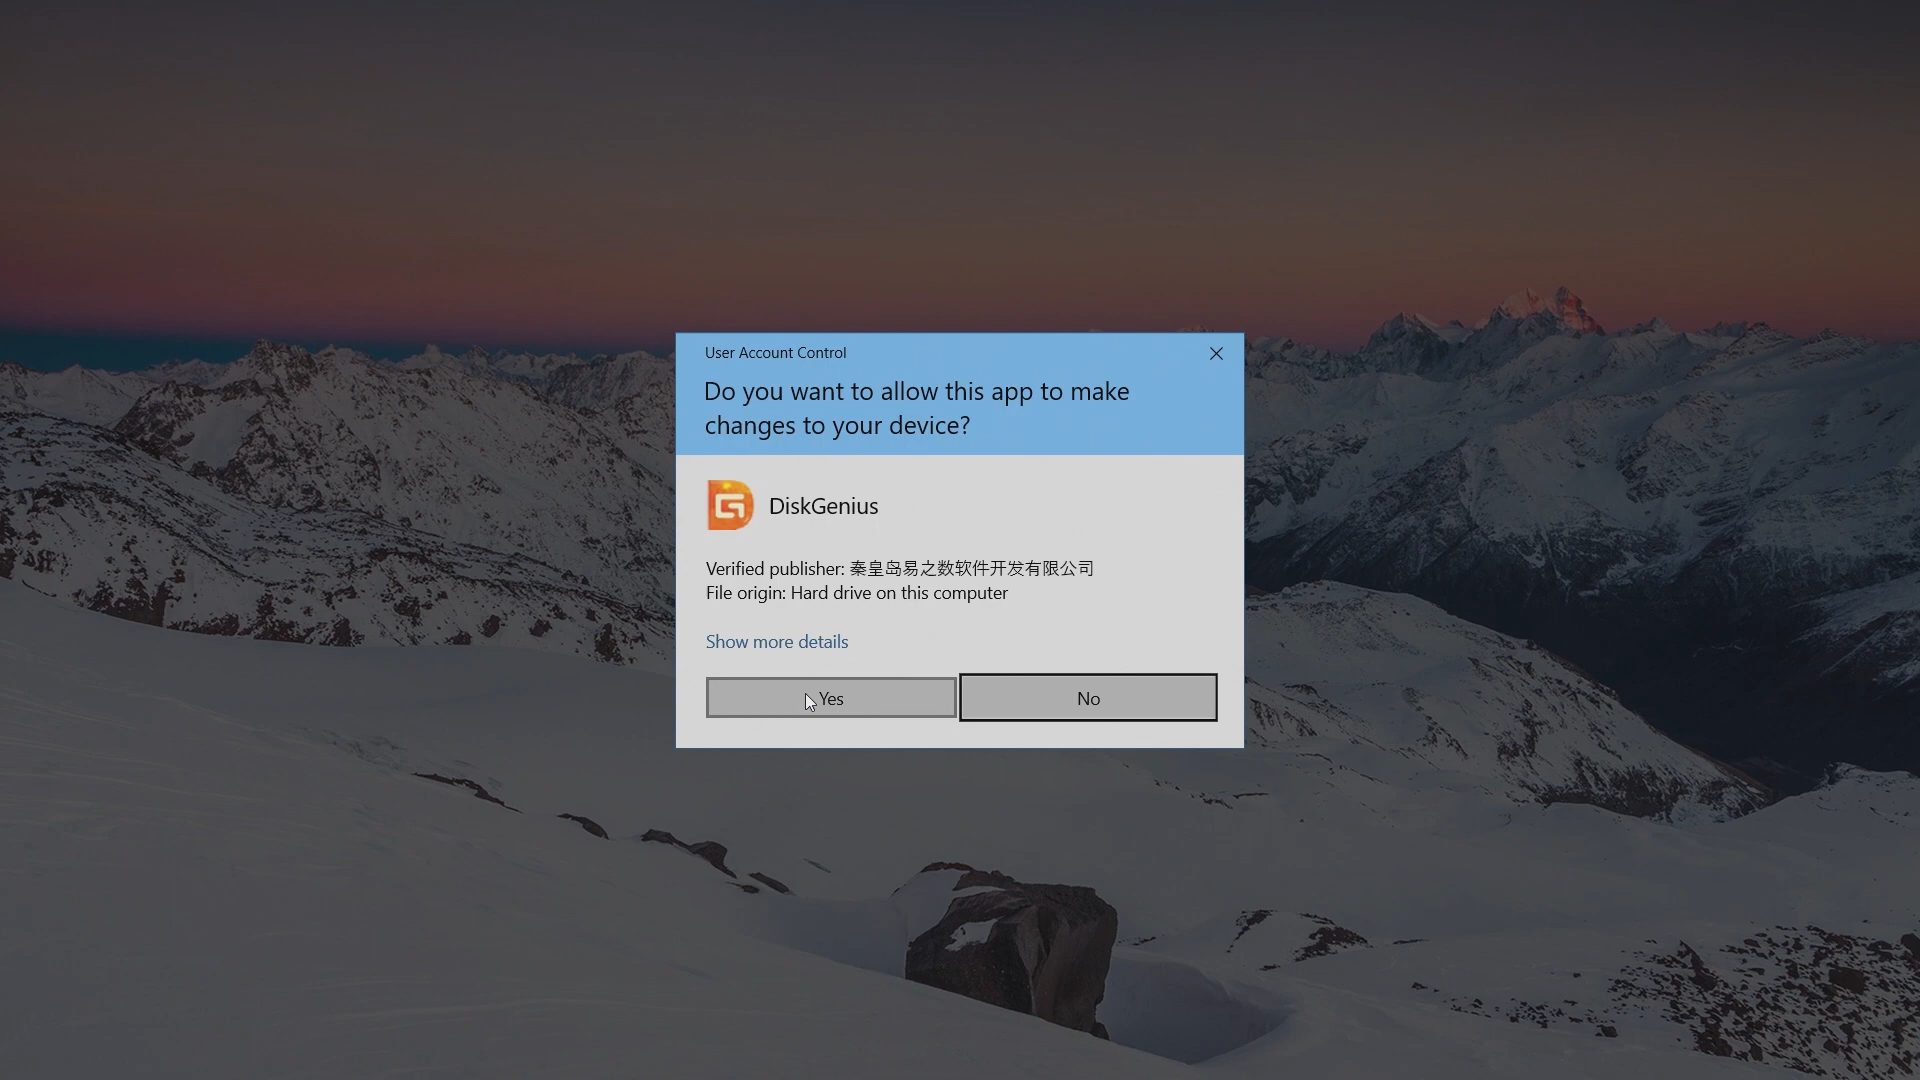 User Account Control
Do you want to allow this app to make
changes to your device?
DiskGenius
Verified publisher: 秦皇岛易之数软件开发有限公司
File origin: Hard drive on this computer
Show more details
Yes
No